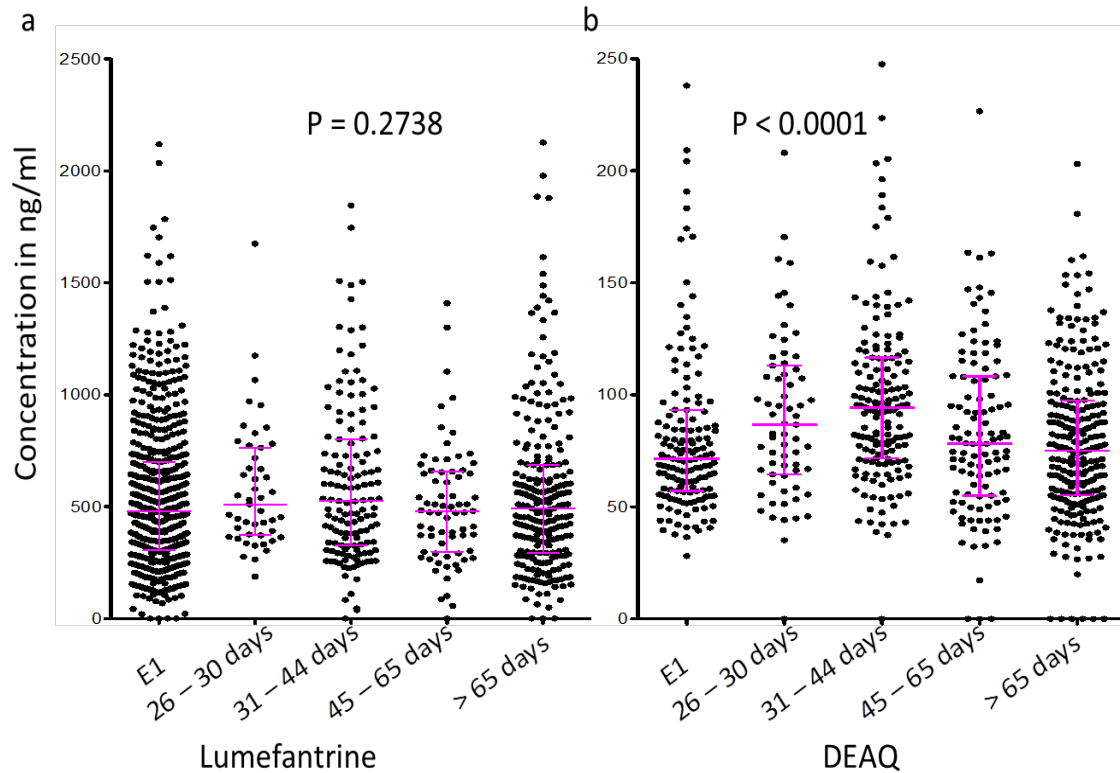 a
b
2500
2000
1500
1000
500
0
Concentration in ng/ml
P = 0.2738
E1
26 – 30 days
31 – 44 days
45 – 65 days
> 65 days
Lumefantrine
250
200
150
100
50
0
P < 0.0001
E1
26 – 30 days
31 – 44 days
45 – 65 days
> 65 days
DEAQ